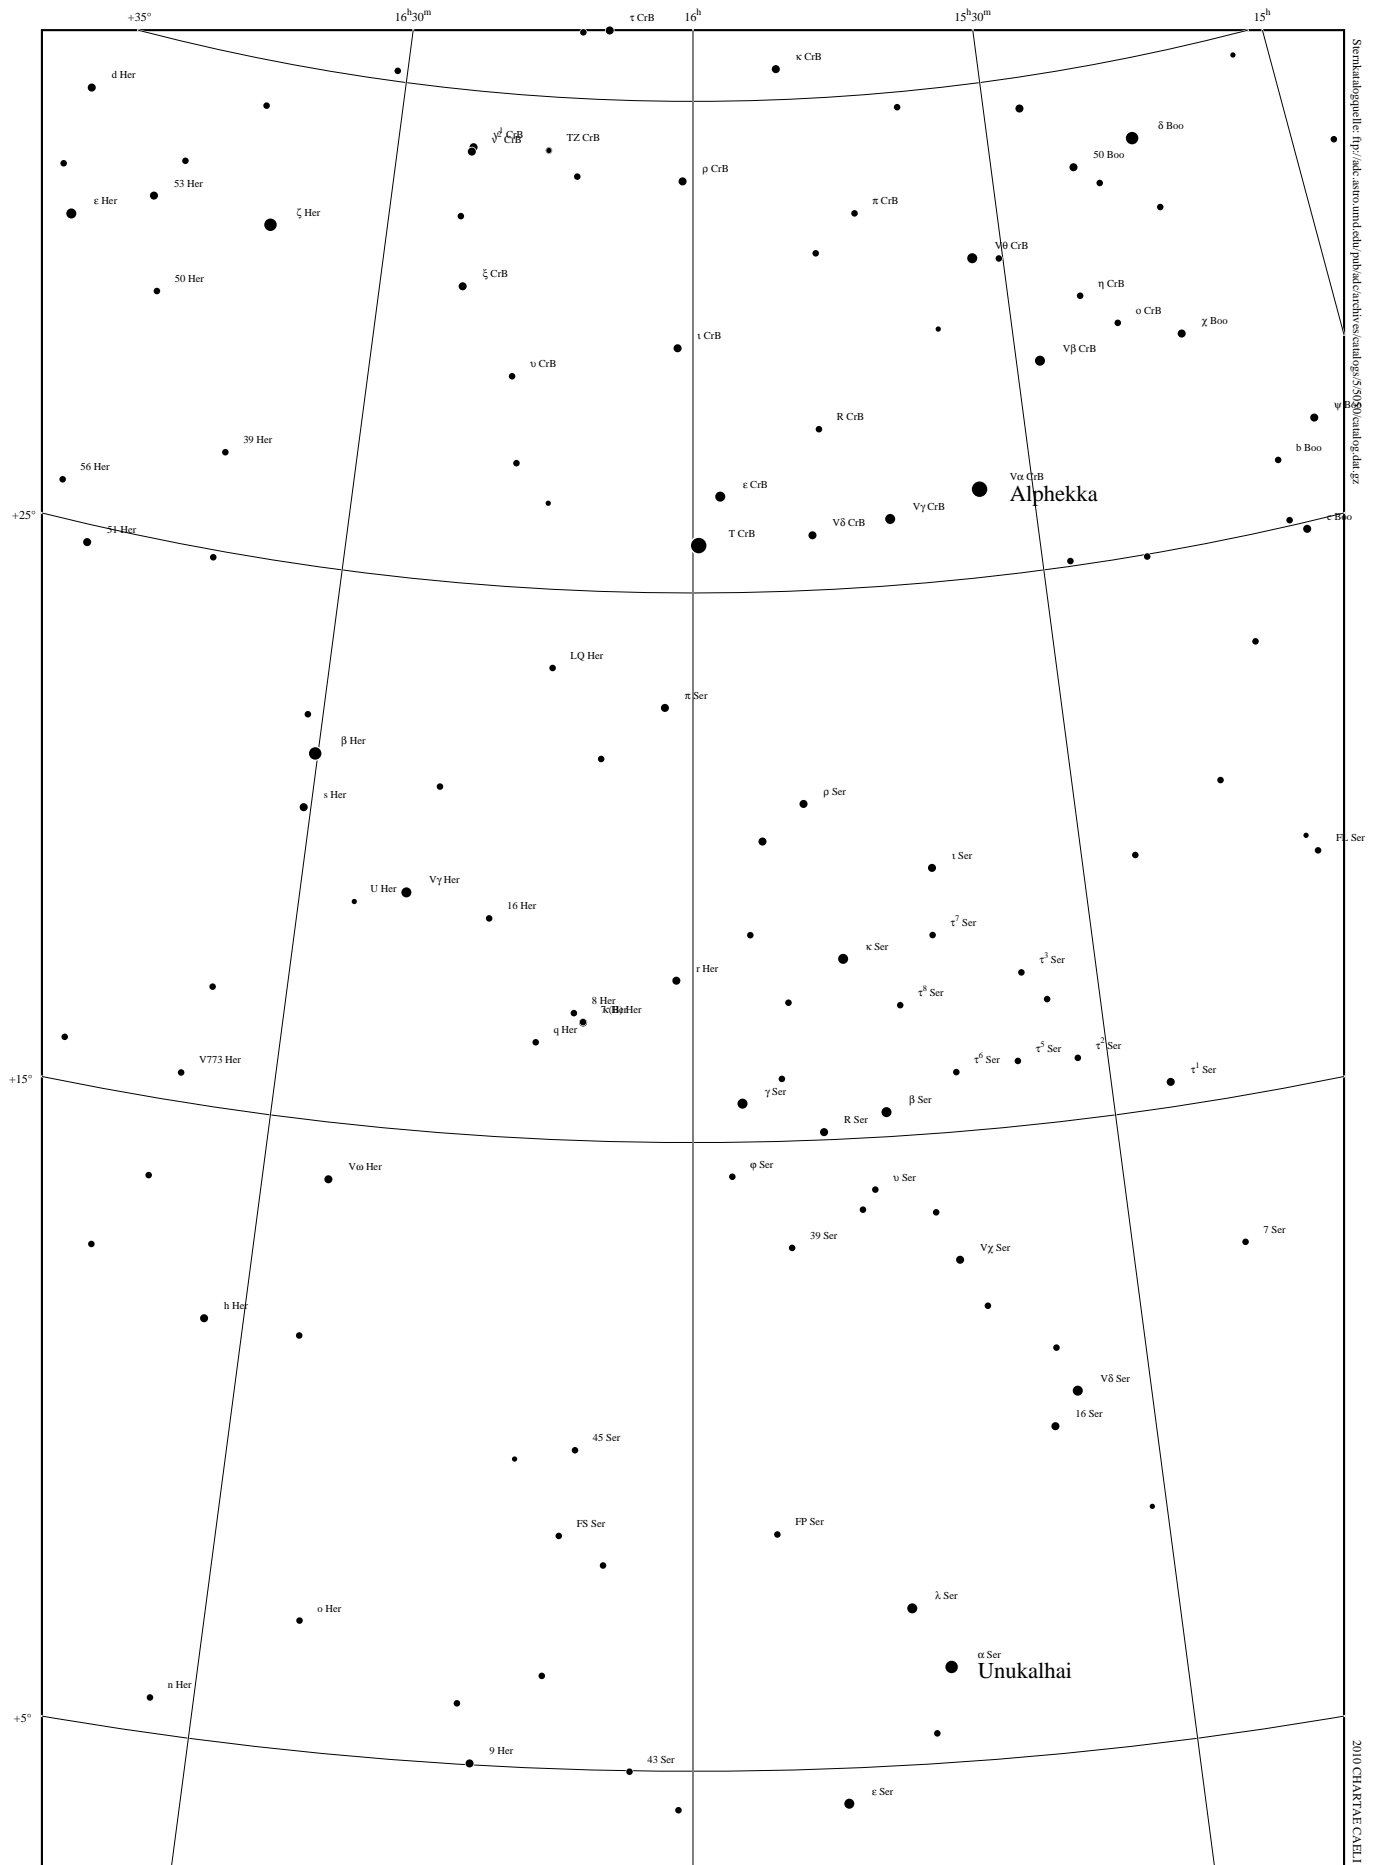 +35°
16h30m
τ CrB
16h
15h30m
15h
κ CrB
d Her
δ Boo
TZ CrB
50 Boo
ρ CrB
53 Her
ε Her
π CrB
ζ Her
Vθ CrB
ξ CrB
50 Her
η CrB
ο CrB
χ Boo
ι CrB
Vβ CrB
υ CrB
ψ Boo
R CrB
39 Her
b Boo
56 Her
Vα CrB
ε CrB
Alphekka
Vγ CrB
+25°
c Boo
Vδ CrB
51 Her
T CrB
LQ Her
π Ser
β Her
s Her
ρ Ser
FL Ser
ι Ser
Vγ Her
U Her
16 Her
τ7 Ser
κ Ser
τ3 Ser
r Her
τ8 Ser
8 Her
q Her
τ2 Ser
τ5 Ser
V773 Her
τ6 Ser
τ1 Ser
+15°
γ Ser
β Ser
R Ser
Vω Her
φ Ser
υ Ser
7 Ser
39 Ser
Vχ Ser
h Her
Vδ Ser
16 Ser
45 Ser
FS Ser
FP Ser
λ Ser
ο Her
α Ser
Unukalhai
n Her
+5°
9 Her
43 Ser
ε Ser
Sternkatalogquelle: ftp://adc.astro.umd.edu/pub/adc/archives/catalogs/5/5050/catalog.dat.gz
2010 CHARTAE CAELI